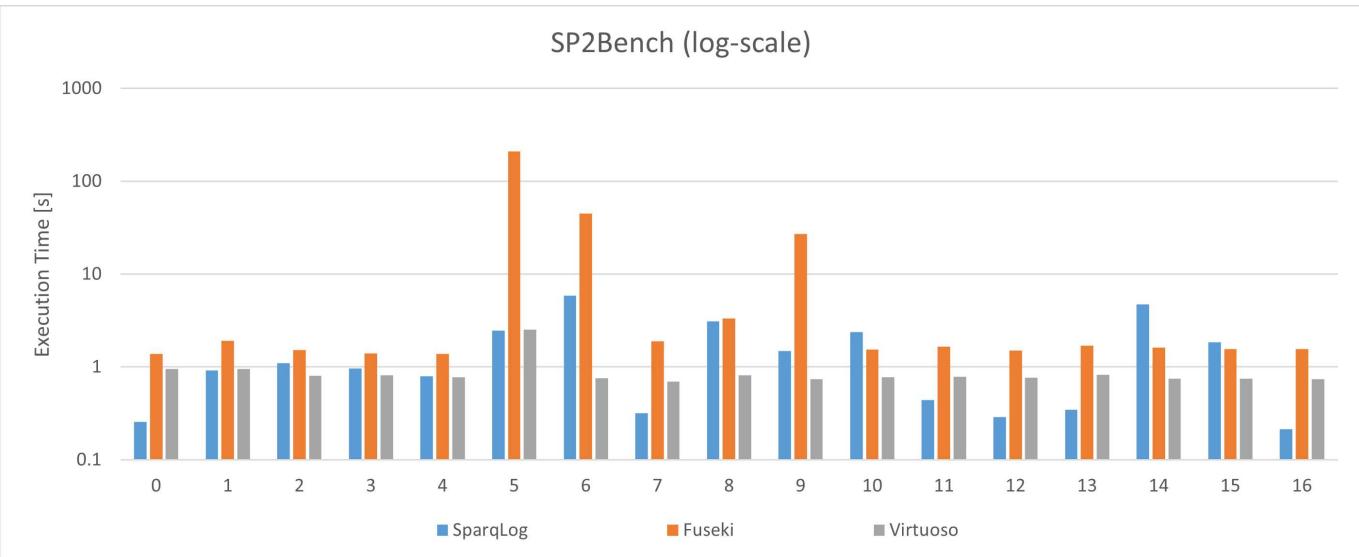 SP2Bench (log-scale)
Execution Time [s]
1000
100
10
1
0.1
0 1 2 3 4 5 6 7 8 9 10 11 12 13 14 15 16
SparqLog Fuseki Virtuoso